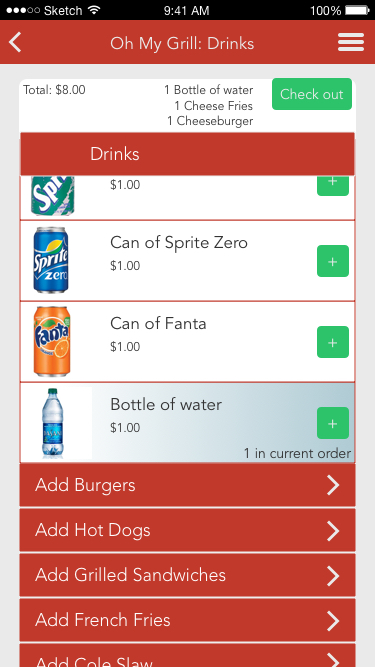 Sketch 9:41 AM 100%
Oh My Grill: Drinks
Total: $8.00
1 Bottle of water
1 Cheese Fries
1 Cheeseburger
Check out
Drinks
Spri
$1.00
+
Sprite
zero
Can of Sprite Zero
$1.00
+
Fanta
Can of Fanta
$1.00
+
Bottle of water
$1.00
+
1 in current order
Add Burgers
Add Hot Dogs
Add Grilled Sandwiches
Add French Fries
Add Cole Slaw